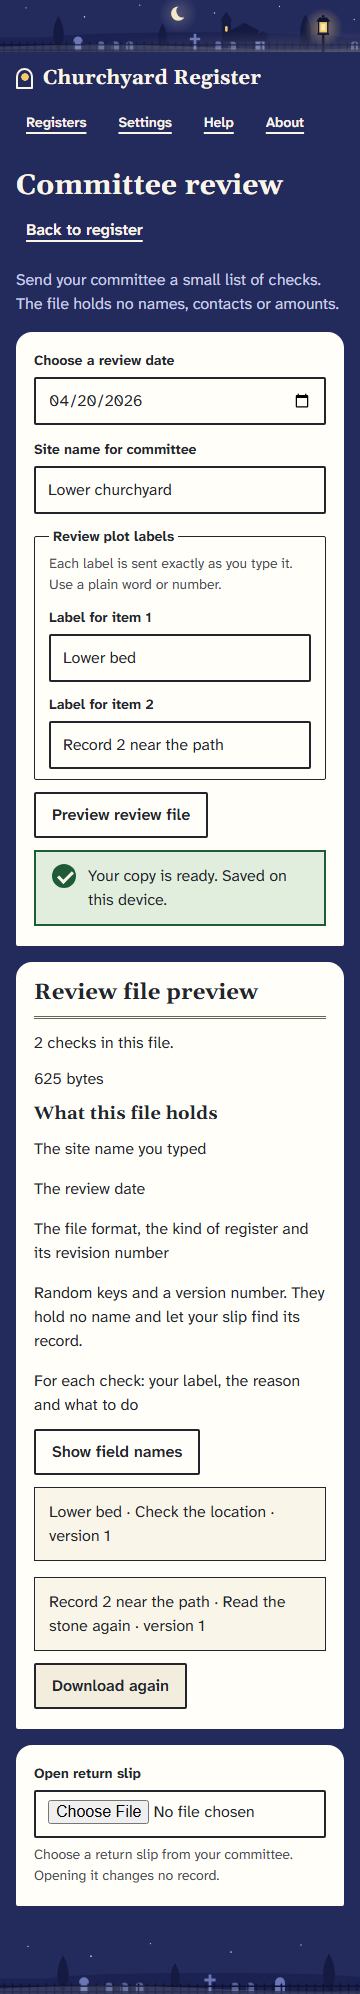 Churchyard Register
Registers Settings Help About
Committee review
Back to register
Send your committee a small list of checks.
The file holds no names, contacts or amounts.
Choose a review date
04/20/2026
Site name for committee
Lower churchyard
Review plot labels
Each label is sent exactly as you type it.
Use a plain word or number.
Label for item 1
Lower bed
Label for item 2
Record 2 near the path
Preview review file
Your copy is ready. Saved on
this device.
Review file preview
2 checks in this file.
625 bytes
What this file holds
The site name you typed
The review date
The file format, the kind of register and
its revision number
Random keys and a version number. They
hold no name and let your slip find its
record.
For each check: your label, the reason
and what to do
Show field names
Lower bed · Check the location ·
version 1
Record 2 near the path · Read the
stone again · version 1
Download again
Open return slip
Choose File No file chosen
Choose a return slip from your committee.
Opening it changes no record.